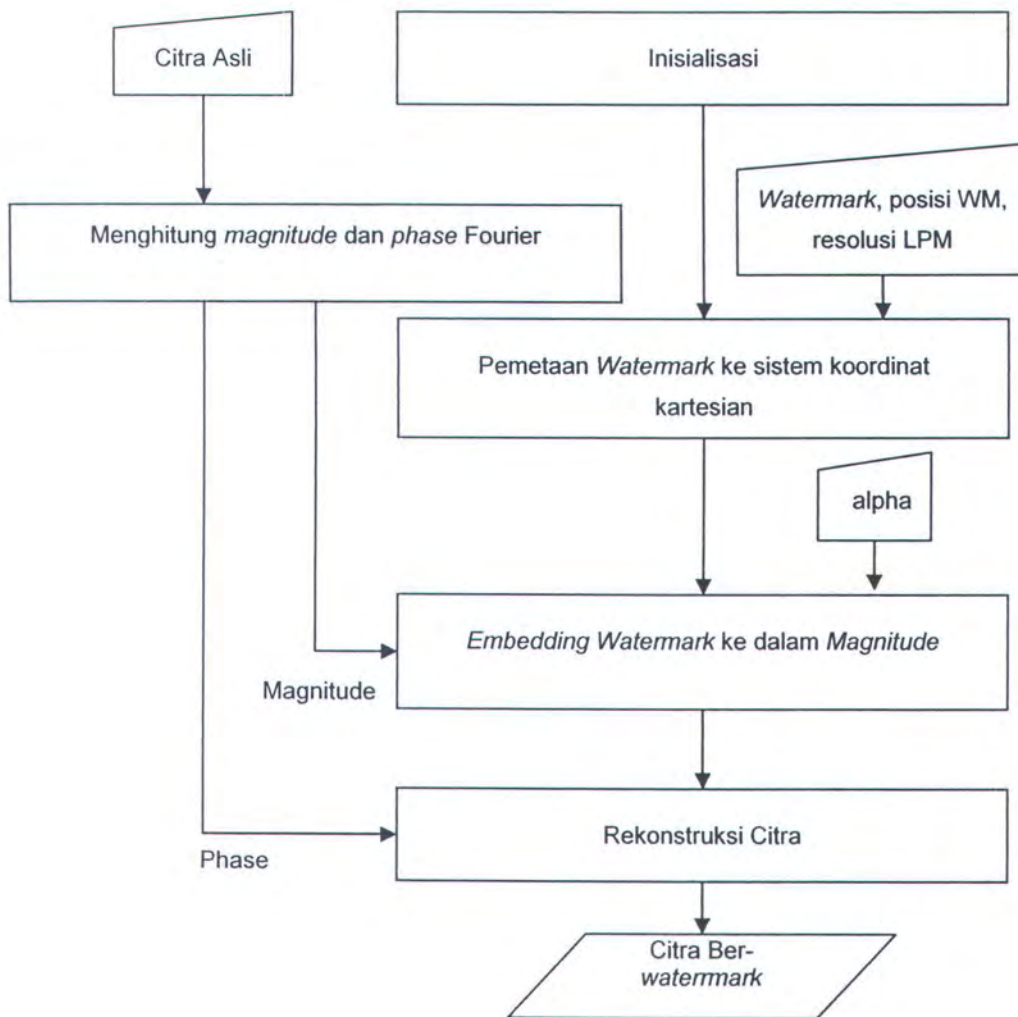 Citra Asli
Inisialisasi
Watermark, posisi WM,
resolusi LPM
Menghitung magnitude dan phase Fourier
Pemetaan Watermark ke sistem koordinat
kartesian
alpha
Embedding Watermark ke dalam Magnitude
Magnitude
Rekonstruksi Citra
Phase
Citra Ber-
watermark